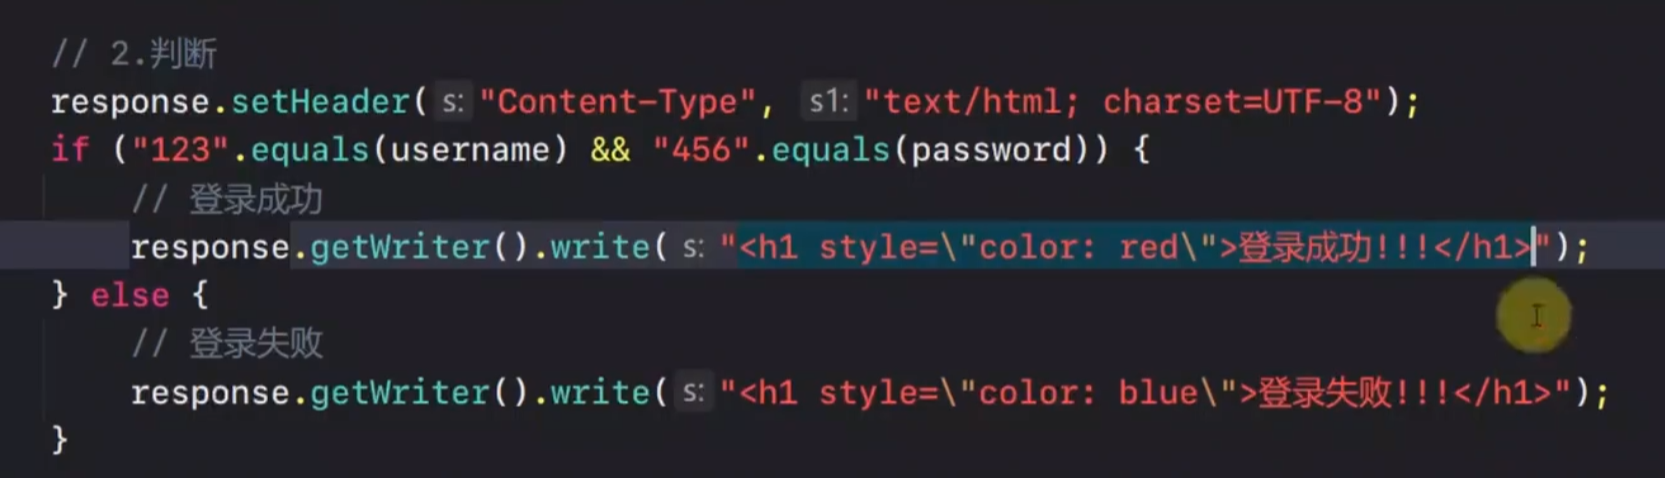 // 2.判断
response.setHeader( s: "Content-Type", s1: "text/html; charset=UTF-8");
if ("123".equals(username) && "456".equals(password)) {
// 登录成功
response.getWriter().write( s: "<h1 style=\"color: red\">登录成功!!!</h1>");
} else {
// 登录失败
response.getWriter().write( s: "<h1 style=\"color: blue\">登录失败!!!</h1>");
}